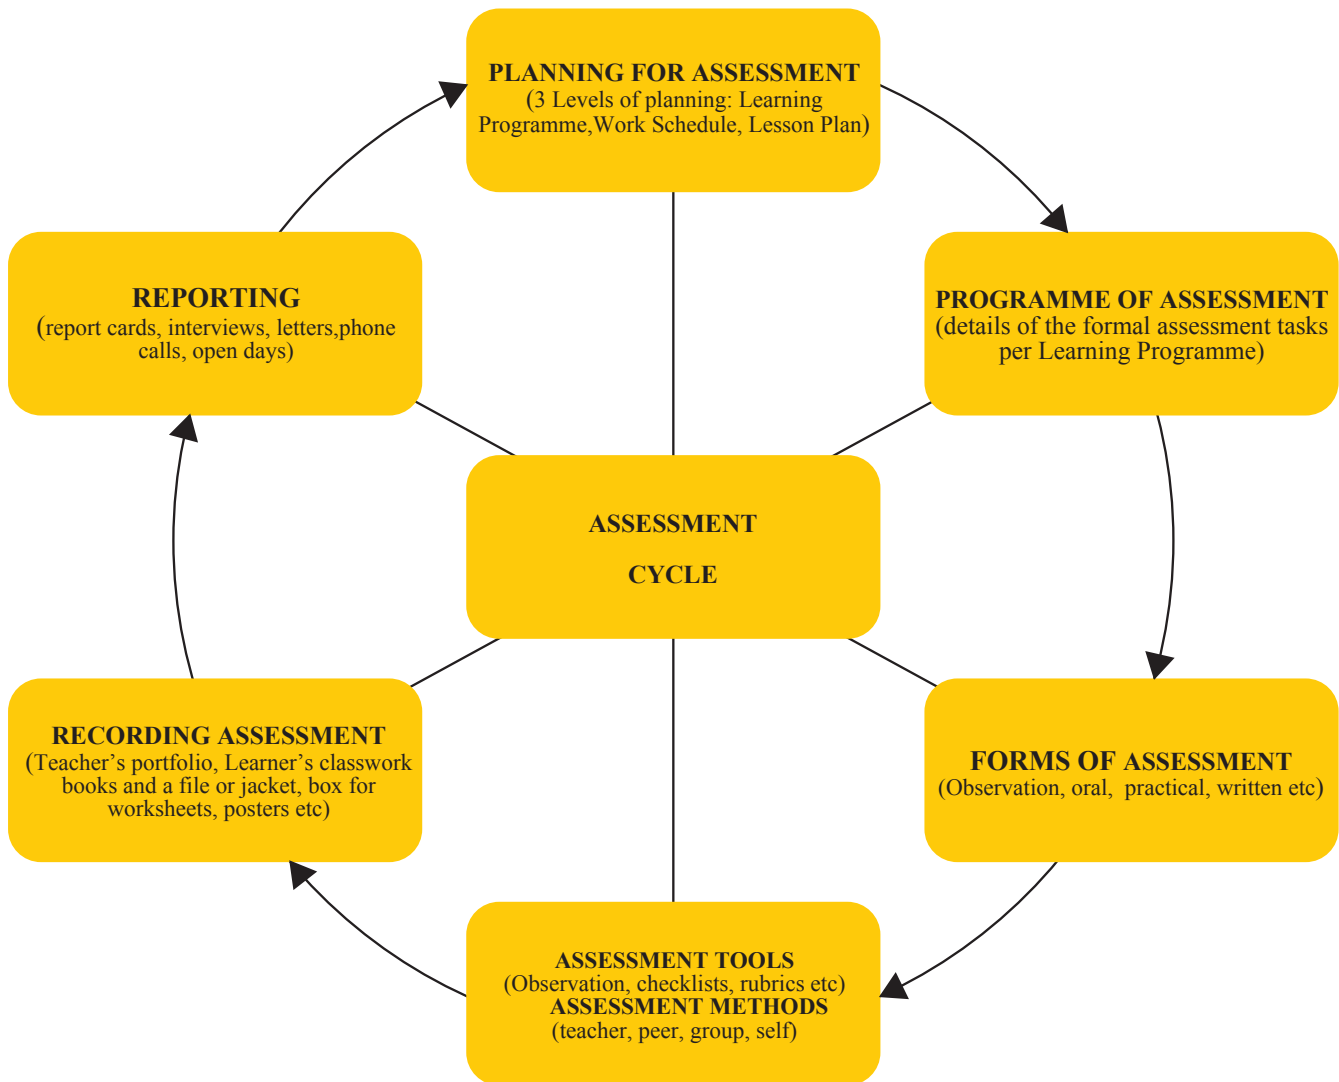 PLANNING FOR ASSESSMENT
(3 Levels of planning: Learning
Programme,Work Schedule, Lesson Plan)
PROGRAMME OF ASSESSMENT
(details of the formal assessment tasks
per Learning Programme)
FORMS OF ASSESSMENT
(Observation, oral, practical, written etc)
ASSESSMENT TOOLS
(Observation, checklists, rubrics etc)
ASSESSMENT METHODS
(teacher, peer, group, self)
RECORDING ASSESSMENT
(Teacher’s portfolio, Learner’s classwork
books and a file or jacket, box for
worksheets, posters etc)
REPORTING
(report cards, interviews, letters,phone
calls, open days)
ASSESSMENT
CYCLE